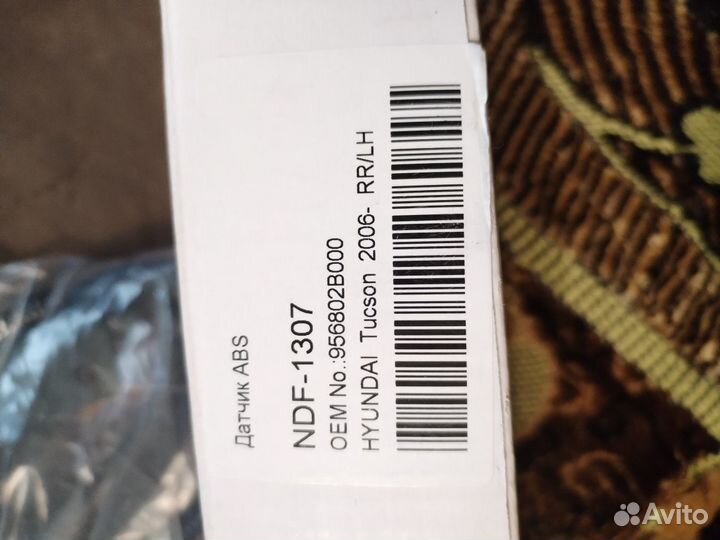 Датчик ABS
NDF-1307
OEM No.:956802B000
HYUNDAI Tucson 2006- RR/LH
Avito